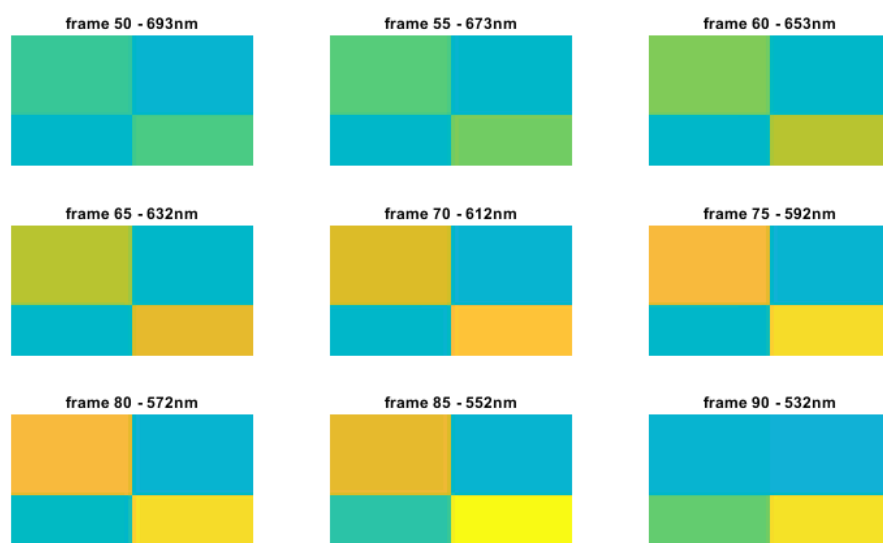 frame 50 - 693nm
frame 55 - 673nm
frame 60 - 653nm
frame 65 - 632nm
frame 70 - 612nm
frame 75 - 592nm
frame 80 - 572nm
frame 85 - 552nm
frame 90 - 532nm